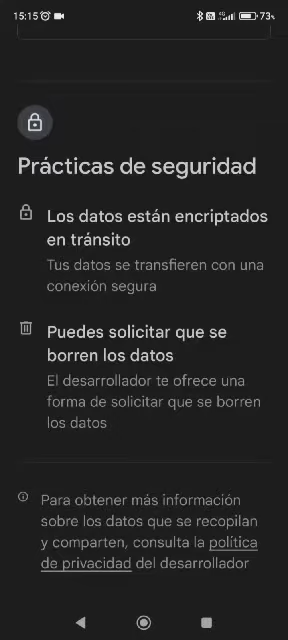 15:15
73%
Prácticas de seguridad
Los datos están encriptados
en tránsito
Tus datos se transfieren con una
conexión segura
Puedes solicitar que se
borren los datos
El desarrollador te ofrece una
forma de solicitar que se borren
los datos
Para obtener más información
sobre los datos que se recopilan
y comparten, consulta la política
de privacidad del desarrollador